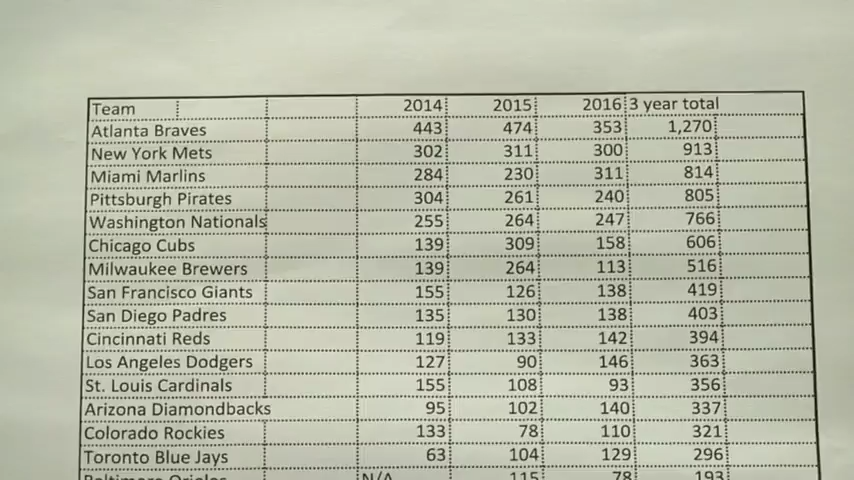 Team 2014 2015 2016 3 year total
Atlanta Braves 443 474 353 1,270
New York Mets 302 311 300 913
Miami Marlins 284 230 311 814
Pittsburgh Pirates 304 261 240 805
Washington Nationals 255 264 247 766
Chicago Cubs 139 309 158 606
Milwaukee Brewers 139 264 113 516
San Francisco Giants 155 126 138 419
San Diego Padres 135 130 138 403
Cincinnati Reds 119 133 142 394
Los Angeles Dodgers 127 90 146 363
St. Louis Cardinals 155 108 93 356
Arizona Diamondbacks 95 102 140 337
Colorado Rockies 133 78 110 321
Toronto Blue Jays 63 104 129 296
Baltimore Orioles N/A 115 78 193